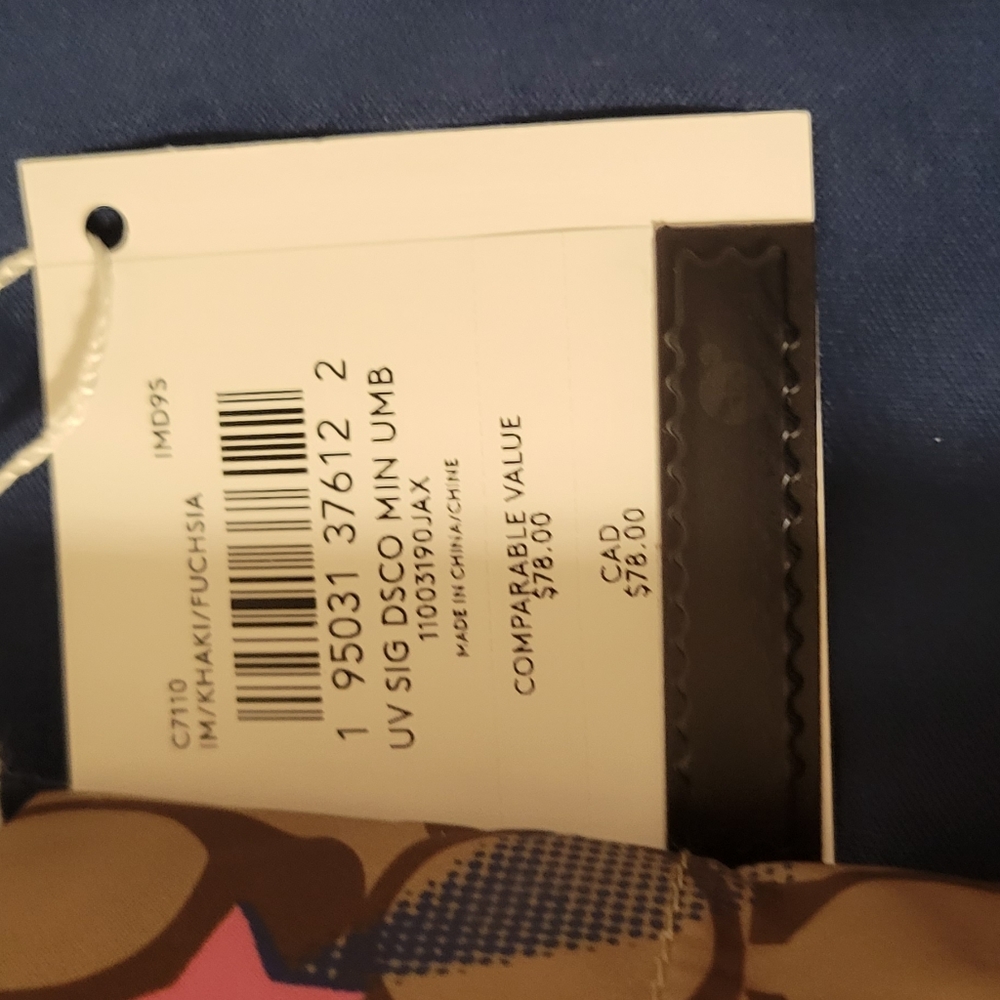 C7110
IM/KHAKI/FUCHSIA IMD9S
1 95031 37612 2
UV SIG DSCO MIN UMB
11003190JAX
MADE IN CHINA/CHINE
COMPARABLE VALUE
$78.00
CAD
$78.00